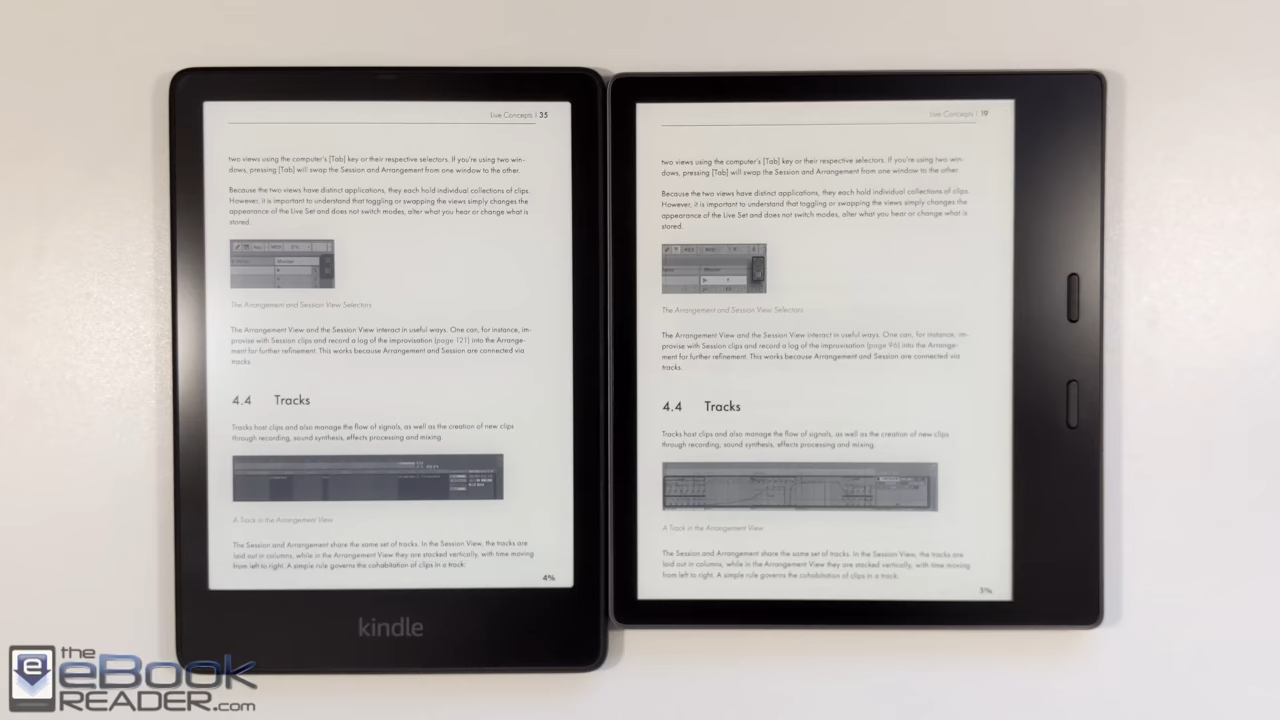 Live Concepts | 35
two views using the computer's [Tab] key or their respective selectors. If you're using two win-
dows, pressing [Tab] will swap the Session and Arrangement from one window to the other.
Because the two views have distinct applications, they each hold individual collections of clips.
However, it is important to understand that toggling or swapping the views simply changes the
appearance of the Live Set and does not switch modes, alter what you hear or change what is
stored.
The Arrangement and Session View Selectors
The Arrangement View and the Session View interact in useful ways. One can, for instance, im-
provise with Session clips and record a log of the improvisation (page 121) into the Arrange-
ment for further refinement. This works because Arrangement and Session are connected via
tracks.
4.4 Tracks
Tracks host clips and also manage the flow of signals, as well as the creation of new clips
through recording, sound synthesis, effects processing and mixing.
A Track in the Arrangement View
The Session and Arrangement share the same set of tracks. In the Session View, the tracks are
laid out in columns, while in the Arrangement View they are stacked vertically, with time moving
from left to right. A simple rule governs the cohabitation of clips in a track:
4%
kindle
Live Concepts | 19
two views using the computer's [Tab] key or their respective selectors. If you're using two win-
dows, pressing [Tab] will swap the Session and Arrangement from one window to the other.
Because the two views have distinct applications, they each hold individual collections of clips.
However, it is important to understand that toggling or swapping the views simply changes the
appearance of the Live Set and does not switch modes, alter what you hear or change what is
stored.
The Arrangement and Session View Selectors
The Arrangement View and the Session View interact in useful ways. One can, for instance, im-
provise with Session clips and record a log of the improvisation (page 96) into the Arrange-
ment for further refinement. This works because Arrangement and Session are connected via
tracks.
4.4 Tracks
Tracks host clips and also manage the flow of signals, as well as the creation of new clips
through recording, sound synthesis, effects processing and mixing.
A Track in the Arrangement View
The Session and Arrangement share the same set of tracks. In the Session View, the tracks are
laid out in columns, while in the Arrangement View they are stacked vertically, with time moving
from left to right. A simple rule governs the cohabitation of clips in a track:
the
eBook
READER.com